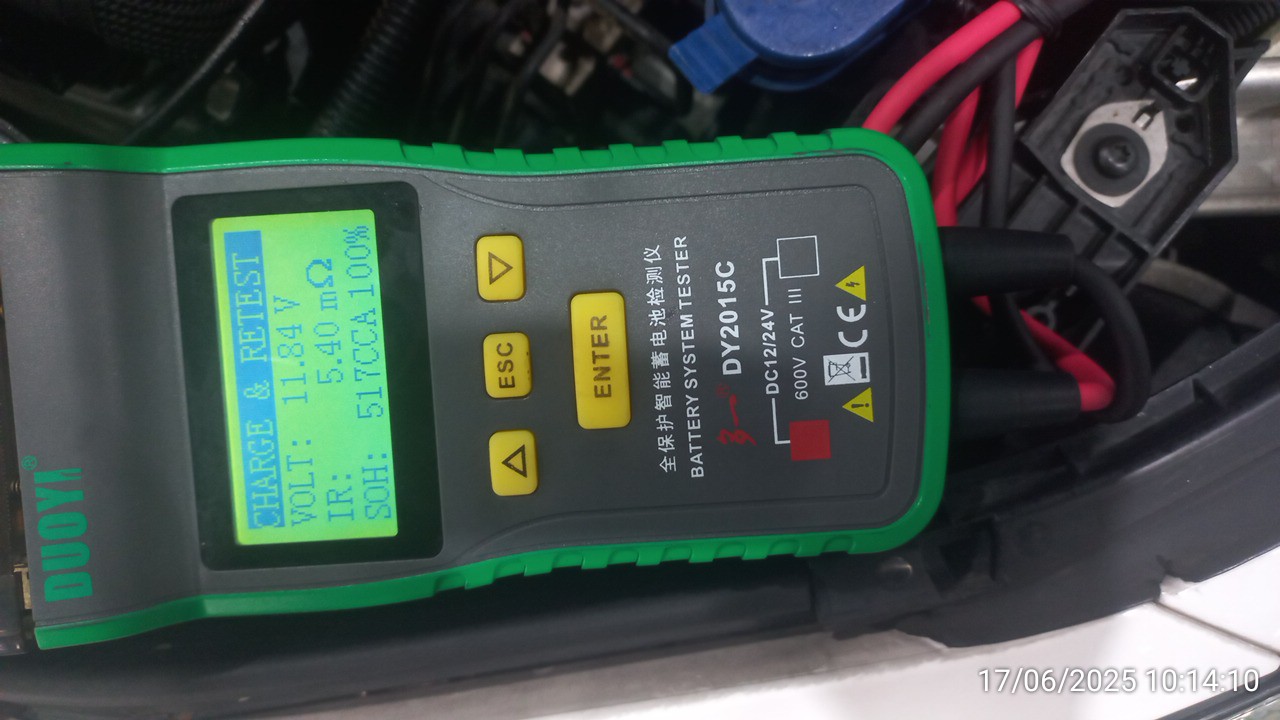 DUOYI®
CHARGE & RETEST
VOLT: 11.84 V
IR: 5.40 mΩ
SOH: 517CCA 100%
ESC
ENTER
全保护智能蓄电池检测仪
BATTERY SYSTEM TESTER
多一 DY2015C
DC12/24V
600V CAT III
CE
17/06/2025 10:14:10